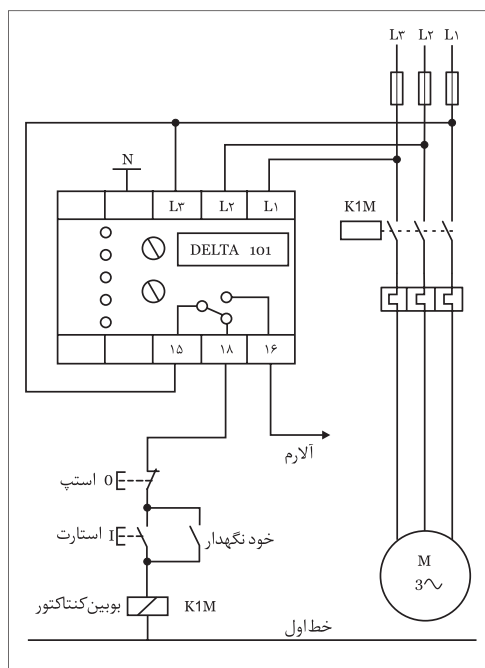 L۳ L۲ L۱
N
L۳ L۲ L۱
K1M
DELTA 101
۱۵ ۱۸ ۱۶
آلارم
0 استپ
I استارت
خود نگهدار
M
3∿
بوبین کنتاکتور
K1M
خط اول